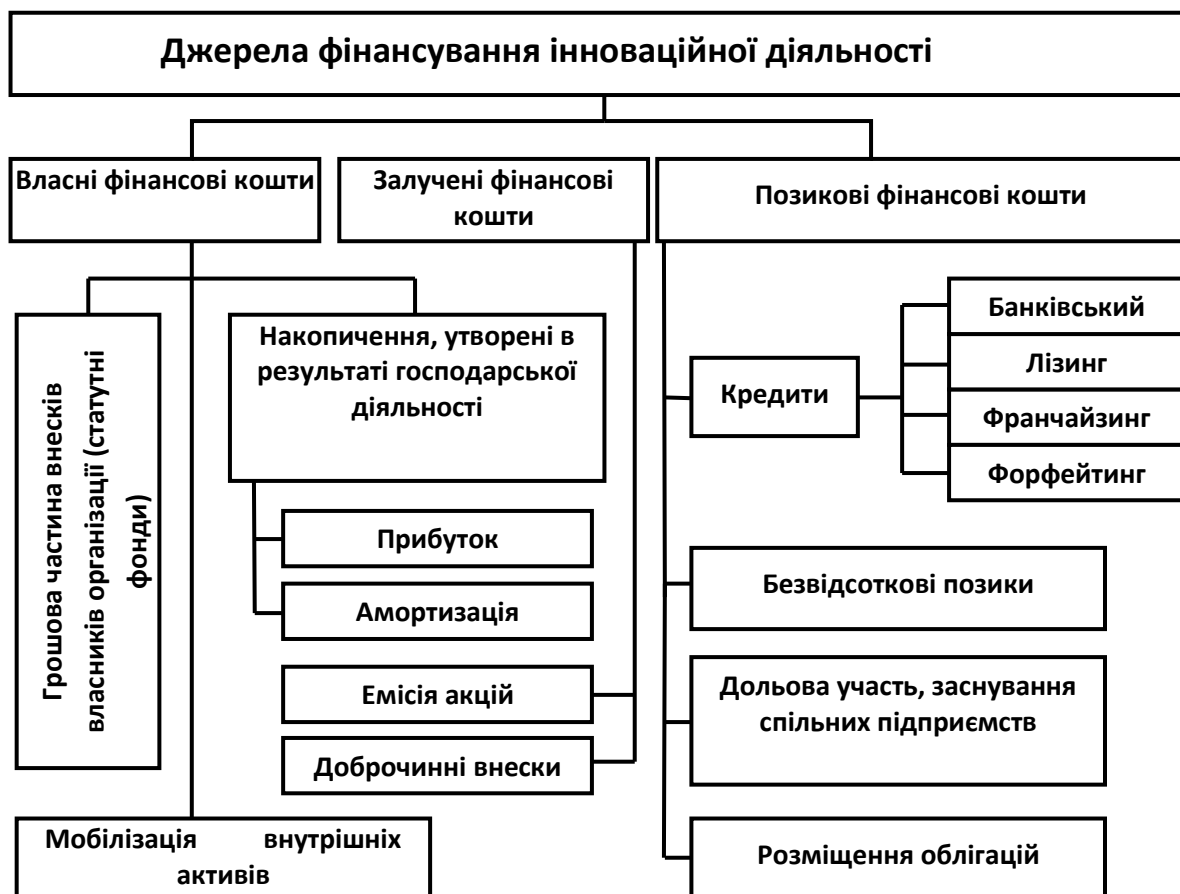 Джерела фінансування інноваційної діяльності
Власні фінансові кошти
Залучені фінансові
кошти
Позикові фінансові кошти
Грошова частина внесків
власників організації (статутні
фонди)
Накопичення, утворені в
результаті господарської
діяльності
Прибуток
Амортизація
Емісія акцій
Доброчинні внески
Мобілізація внутрішніх
активів
Кредити
Банківський
Лізинг
Франчайзинг
Форфейтинг
Безвідсоткові позики
Дольова участь, заснування
спільних підприємств
Розміщення облігацій